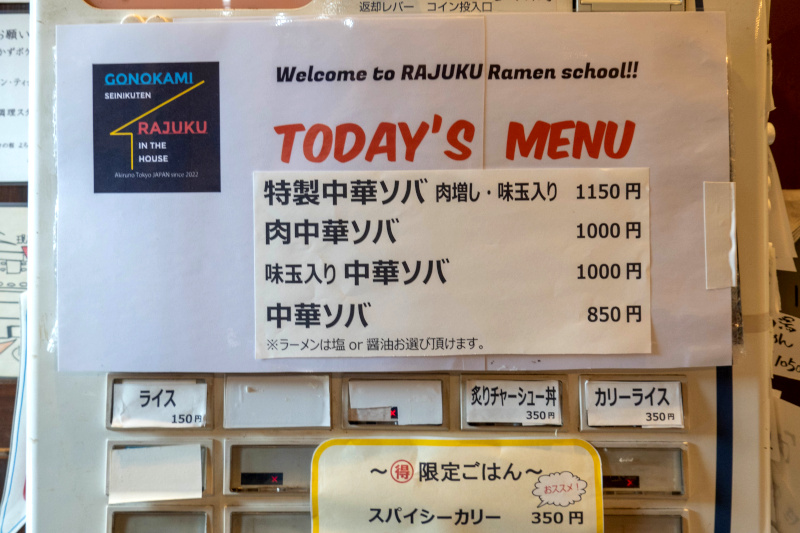 返却レバー コイン投入口
GONOKAMI
SEINIKUTEN
RAJUKU
IN THE
HOUSE
Akiruno Tokyo JAPAN since 2022
Welcome to RAJUKU Ramen school!!
TODAY'S MENU
特製中華ソバ 肉増し・味玉入り 1150円
肉中華ソバ 1000円
味玉入り 中華ソバ 1000円
中華ソバ 850円
※ラーメンは塩 or 醤油お選び頂けます。
ライス
150円
炙りチャーシュー丼
350円
カリーライス
350円
～得限定ごはん～
おススメ!
スパイシーカリー 350円